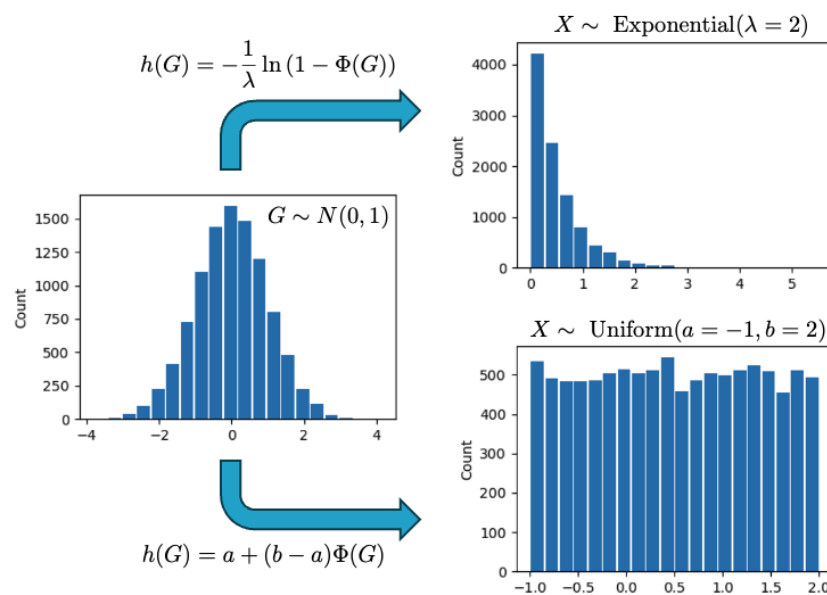 X ∼ Exponential(λ = 2)
h(G) = −1/λ ln (1 − Φ(G))
4000
3000
2000
1000
0
Count
0 1 2 3 4 5
G ∼ N(0, 1)
1500
1250
1000
750
500
250
0
Count
−4 −2 0 2 4
X ∼ Uniform(a = −1, b = 2)
500
400
300
200
100
0
Count
−1.0 −0.5 0.0 0.5 1.0 1.5 2.0
h(G) = a + (b − a)Φ(G)